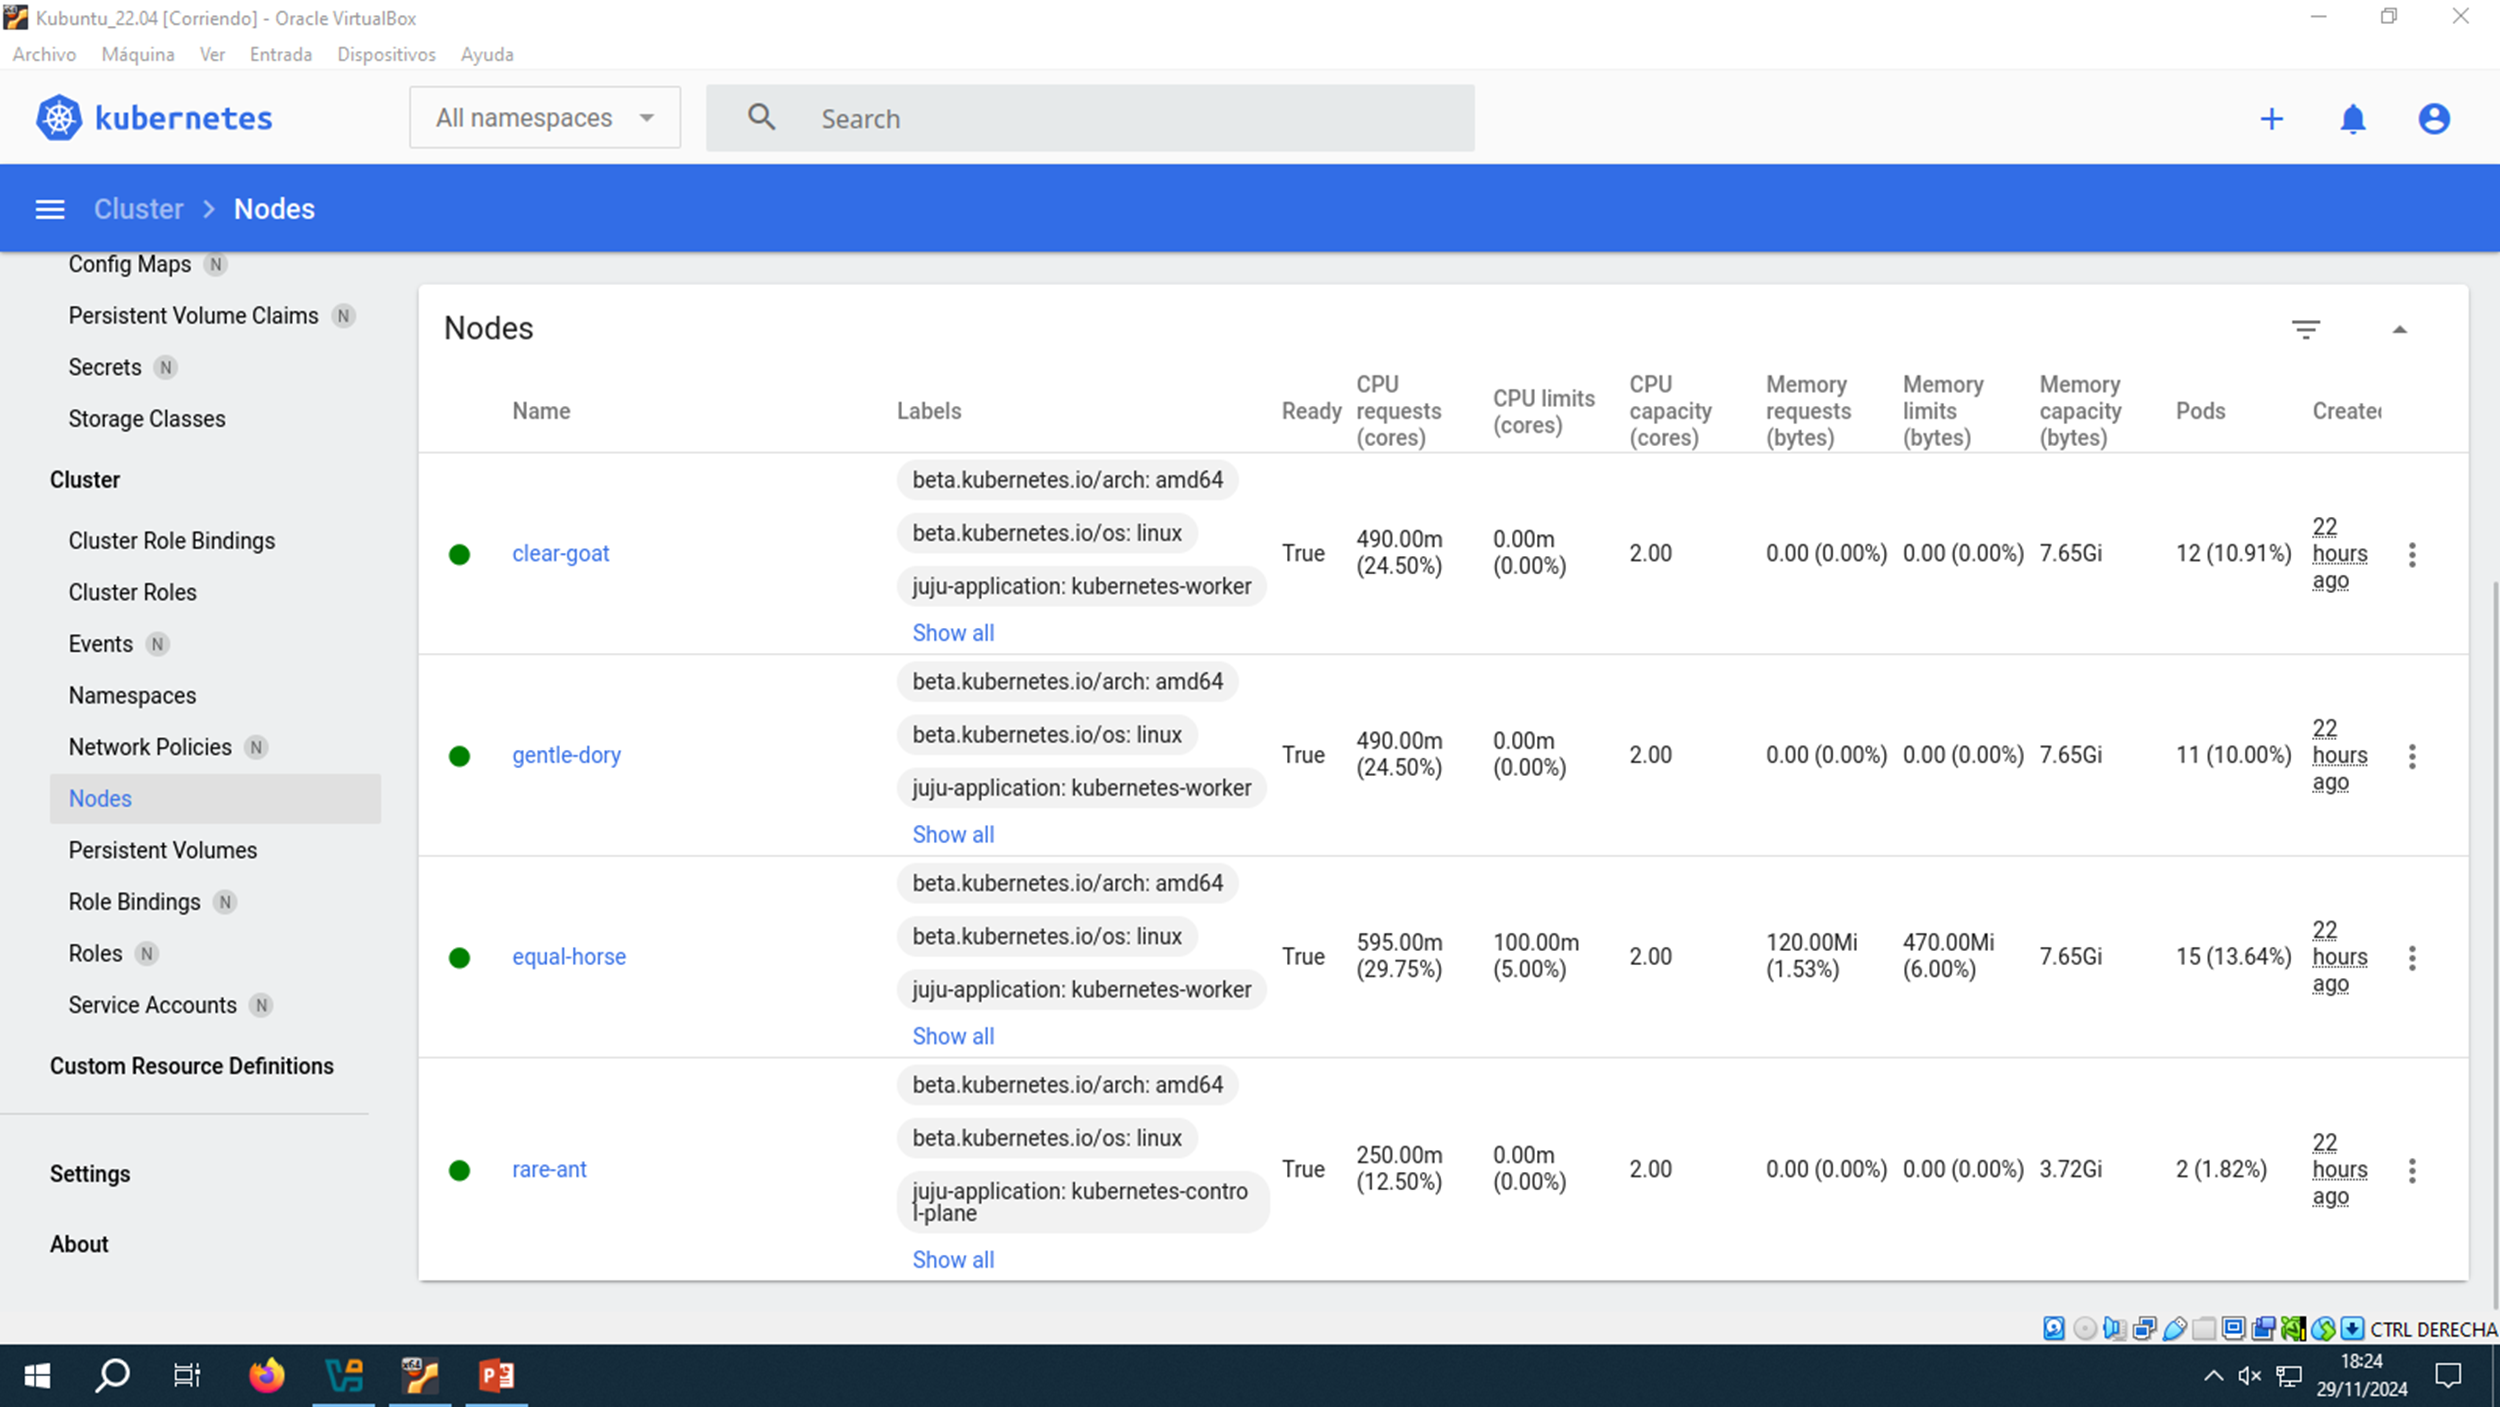 Kubuntu_22.04 [Corriendo] - Oracle VirtualBox
Archivo Máquina Ver Entrada Dispositivos Ayuda
kubernetes All namespaces Search
Cluster Nodes
Config Maps N
Persistent Volume Claims N
Secrets N
Storage Classes
Cluster
Cluster Role Bindings
Cluster Roles
Events N
Namespaces
Network Policies N
Nodes
Persistent Volumes
Role Bindings N
Roles N
Service Accounts N
Custom Resource Definitions
Settings
About
Nodes
Name
Labels
Ready
CPU
requests
(cores)
CPU limits
(cores)
CPU
capacity
(cores)
Memory
requests
(bytes)
Memory
limits
(bytes)
Memory
capacity
(bytes)
Pods
Create
clear-goat
beta.kubernetes.io/arch: amd64
beta.kubernetes.io/os: linux
juju-application: kubernetes-worker
Show all
True
490.00m
(24.50%)
0.00m
(0.00%)
2.00
0.00 (0.00%)
0.00 (0.00%)
7.65Gi
12 (10.91%)
22
hours
ago
gentle-dory
beta.kubernetes.io/arch: amd64
beta.kubernetes.io/os: linux
juju-application: kubernetes-worker
Show all
True
490.00m
(24.50%)
0.00m
(0.00%)
2.00
0.00 (0.00%)
0.00 (0.00%)
7.65Gi
11 (10.00%)
22
hours
ago
equal-horse
beta.kubernetes.io/arch: amd64
beta.kubernetes.io/os: linux
juju-application: kubernetes-worker
Show all
True
595.00m
(29.75%)
100.00m
(5.00%)
2.00
120.00Mi
(1.53%)
470.00Mi
(6.00%)
7.65Gi
15 (13.64%)
22
hours
ago
rare-ant
beta.kubernetes.io/arch: amd64
beta.kubernetes.io/os: linux
juju-application: kubernetes-contro
l-plane
Show all
True
250.00m
(12.50%)
0.00m
(0.00%)
2.00
0.00 (0.00%)
0.00 (0.00%)
3.72Gi
2 (1.82%)
22
hours
ago
CTRL DERECHA
x64
18:24
29/11/2024